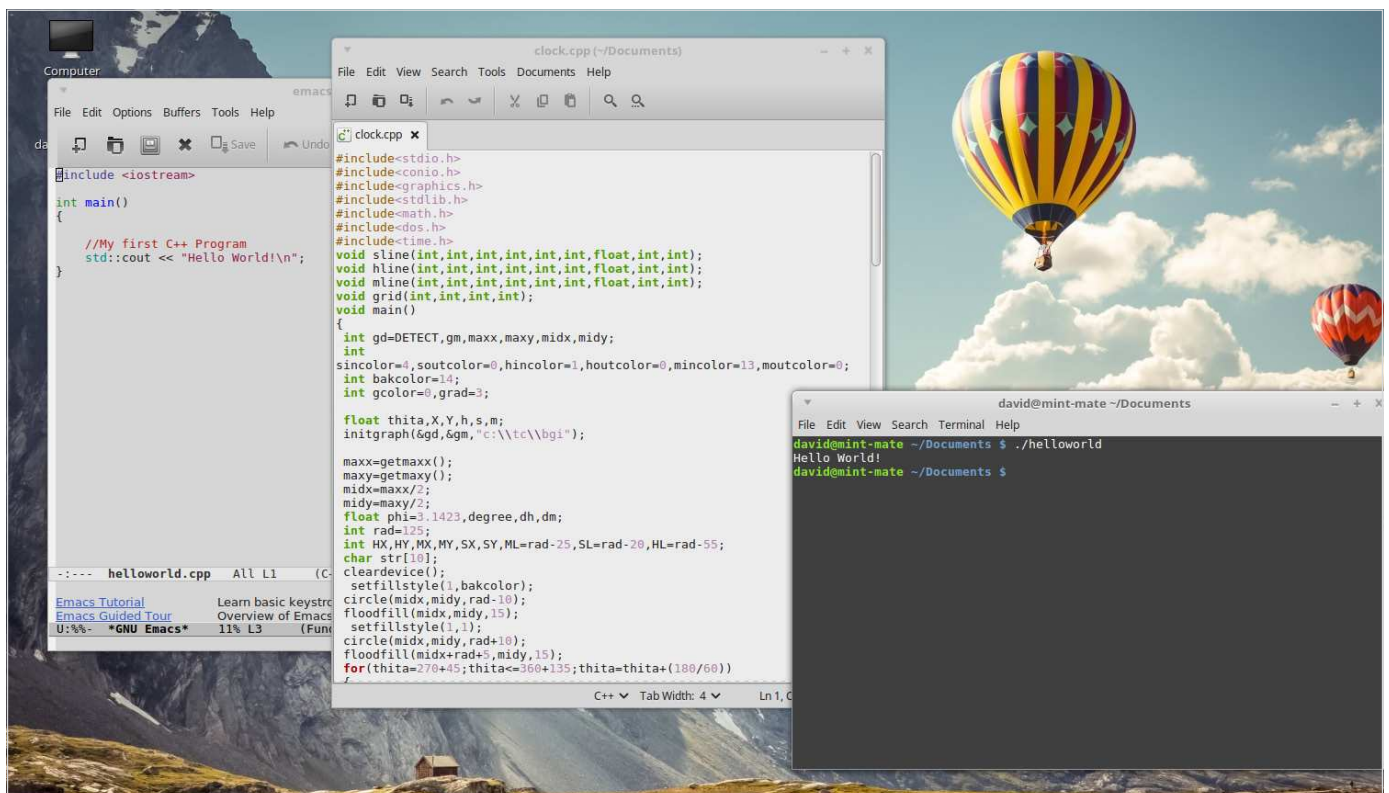 Computer
da
emacs
File Edit Options Buffers Tools Help
Save Undo
#include <iostream>
int main()
{
//My first C++ Program
std::cout << "Hello World!\n";
}
-:--- helloworld.cpp All L1 (C-
Emacs Tutorial Learn basic keystro
Emacs Guided Tour Overview of Emacs
U:%%- *GNU Emacs* 11% L3 (Fun
clock.cpp (~/Documents)
File Edit View Search Tools Documents Help
clock.cpp
#include<stdio.h>
#include<conio.h>
#include<graphics.h>
#include<stdlib.h>
#include<math.h>
#include<dos.h>
#include<time.h>
void sline(int,int,int,int,int,int,float,int,int);
void hline(int,int,int,int,int,int,float,int,int);
void mline(int,int,int,int,int,int,float,int,int);
void grid(int,int,int,int);
void main()
{
int gd=DETECT,gm,maxx,maxy,midx,midy;
int
sincolor=4,soutcolor=0,hincolor=1,houtcolor=0,mincolor=13,moutcolor=0;
int bakcolor=14;
int gcolor=0,grad=3;
float thita,X,Y,h,s,m;
initgraph(&gd,&gm,"c:\\tc\\bgi");
maxx=getmaxx();
maxy=getmaxy();
midx=maxx/2;
midy=maxy/2;
float phi=3.1423,degree,dh,dm;
int rad=125;
int HX,HY,MX,MY,SX,SY,ML=rad-25,SL=rad-20,HL=rad-55;
char str[10];
cleardevice();
setfillstyle(1,bakcolor);
circle(midx,midy,rad-10);
floodfill(midx,midy,15);
setfillstyle(1,1);
circle(midx,midy,rad+10);
floodfill(midx+rad+5,midy,15);
for(thita=270+45;thita<=360+135;thita=thita+(180/60))
{
C++ Tab Width: 4 Ln 1, C
david@mint-mate ~/Documents
File Edit View Search Terminal Help
david@mint-mate ~/Documents $ ./helloworld
Hello World!
david@mint-mate ~/Documents $